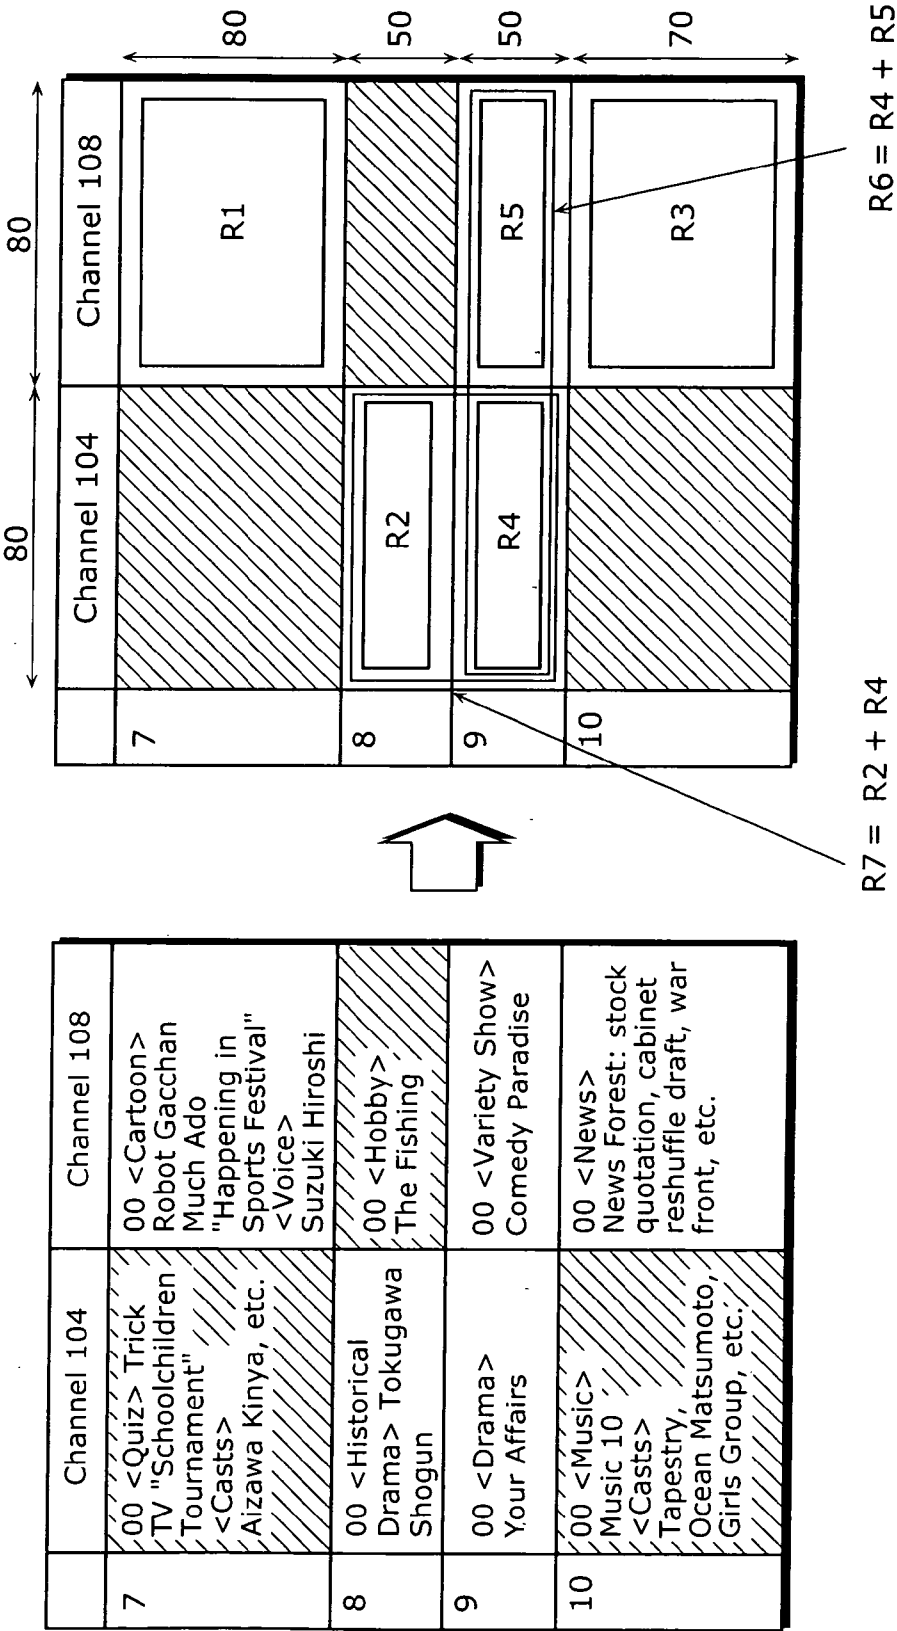 Channel 104
Channel 108
7
00 <Quiz> Trick
TV "Schoolchildren
Tournament"
<Casts>
Aizawa Kinya, etc.
00 <Cartoon>
Robot Gacchan
Much Ado
"Happening in
Sports Festival"
<Voice>
Suzuki Hiroshi
8
00 <Historical
Drama> Tokugawa
Shogun
00 <Hobby>
The Fishing
9
00 <Drama>
Your Affairs
00 <Variety Show>
Comedy Paradise
10
00 <Music>
Music 10
<Casts>
Tapestry,
Ocean Matsumoto,
Girls Group, etc.
00 <News>
News Forest: stock
quotation, cabinet
reshuffle draft, war
front, etc.
80
80
Channel 104
Channel 108
7
R1
80
8
R2
50
9
R4
R5
50
10
R3
70
R7 = R2 + R4
R6 = R4 + R5